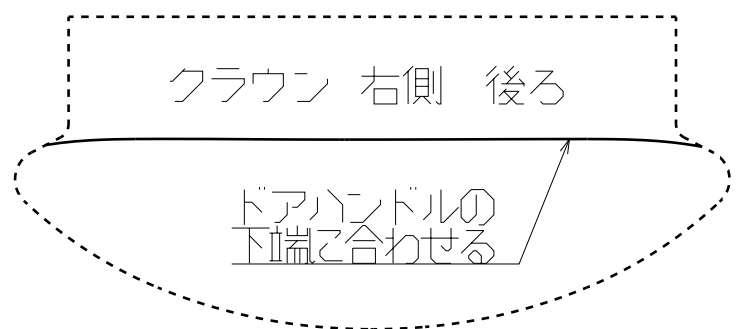 クラウン 右側 後ろ
ドアハンドルの
下端に合わせる